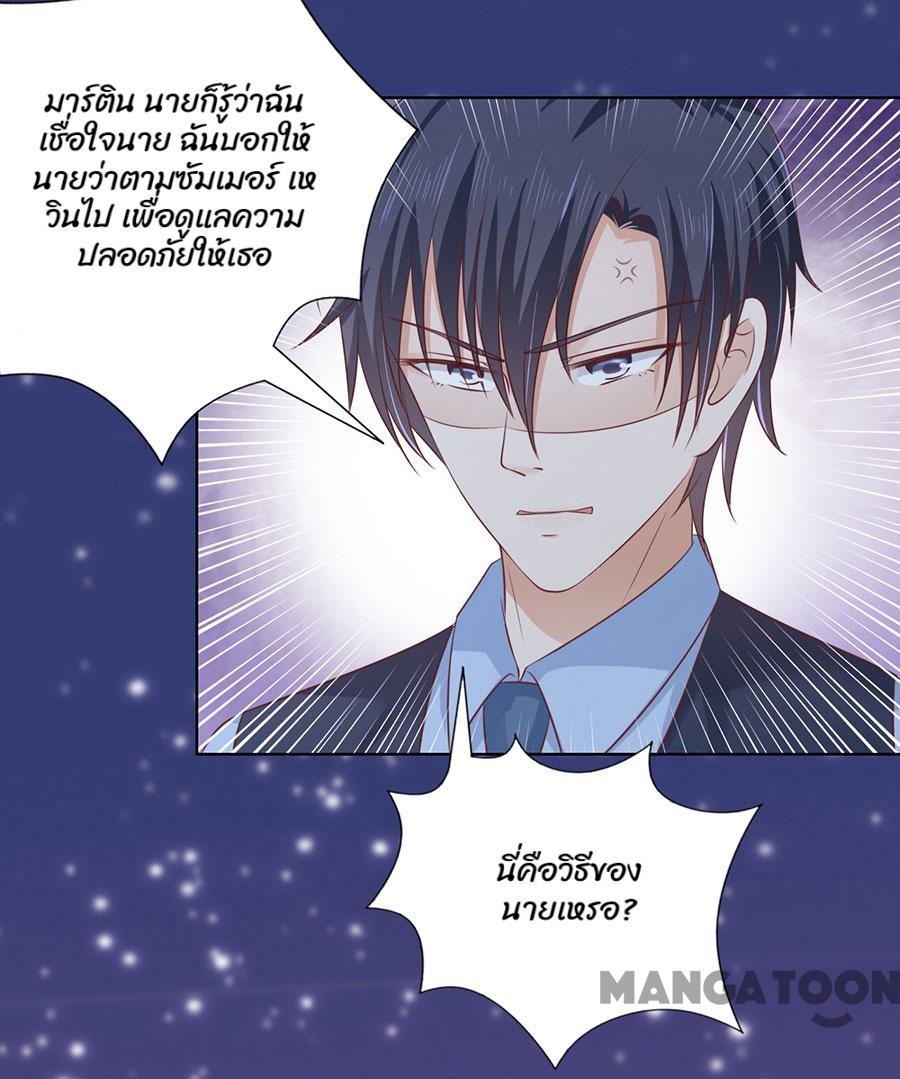 มาร์ติน นายก็รู้ว่าฉัน
เชื่อใจนาย ฉันบอกให้
นายว่าตามซัมเมอร์ เห
วินไป เพื่อดูแลความ
ปลอดภัยให้เธอ
นี่คือวิธีของ
นายเหรอ?
MANGATOON